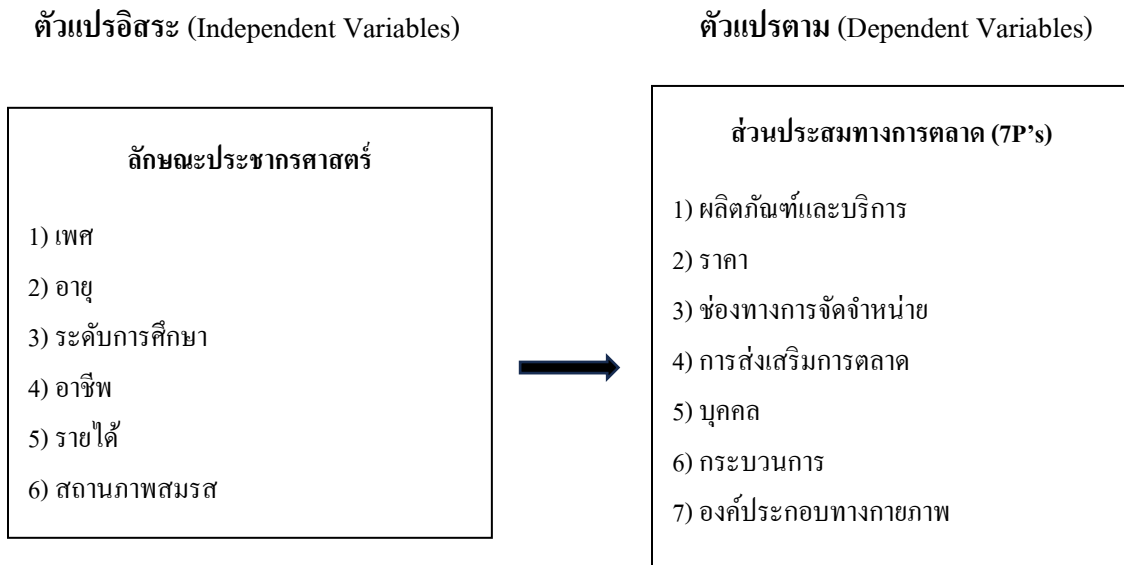 ตัวแปรอิสระ (Independent Variables)
ลักษณะประชากรศาสตร์
1) เพศ
2) อายุ
3) ระดับการศึกษา
4) อาชีพ
5) รายได้
6) สถานภาพสมรส
ตัวแปรตาม (Dependent Variables)
ส่วนประสมทางการตลาด (7P’s)
1) ผลิตภัณฑ์และบริการ
2) ราคา
3) ช่องทางการจัดจำหน่าย
4) การส่งเสริมการตลาด
5) บุคคล
6) กระบวนการ
7) องค์ประกอบทางกายภาพ